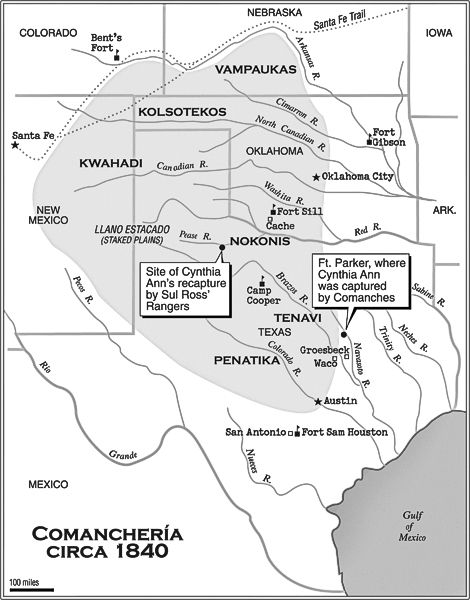 NEBRASKA
Santa Fe Trail
COLORADO
IOWA
Bent's
Fort
Arkansas R.
VAMPAUKAS
KOLSOTEKOS
Cimarron R.
North Canadian R.
Fort
Gibson
Santa Fe
KWAHADI
Canadian R.
OKLAHOMA
Oklahoma City
Washita R.
ARK.
NEW
MEXICO
Fort Sill
Cache
LLANO ESTACADO
(STAKED PLAINS)
Pease R.
NOKONIS
Red R.
Site of Cynthia
Ann's recapture
by Sul Ross'
Rangers
Ft. Parker, where
Cynthia Ann
was captured
by Comanches
Pecos R.
Camp
Cooper
Brazos R.
Sabine R.
TENAVI
TEXAS
Groesbeck
Waco
Navasota R.
Trinity R.
Neches R.
PENATIKA
Colorado R.
Rio
Grande
Austin
San Antonio
Fort Sam Houston
Nueces R.
MEXICO
Gulf
of
Mexico
COMANCHERÍA
CIRCA 1840
100 miles